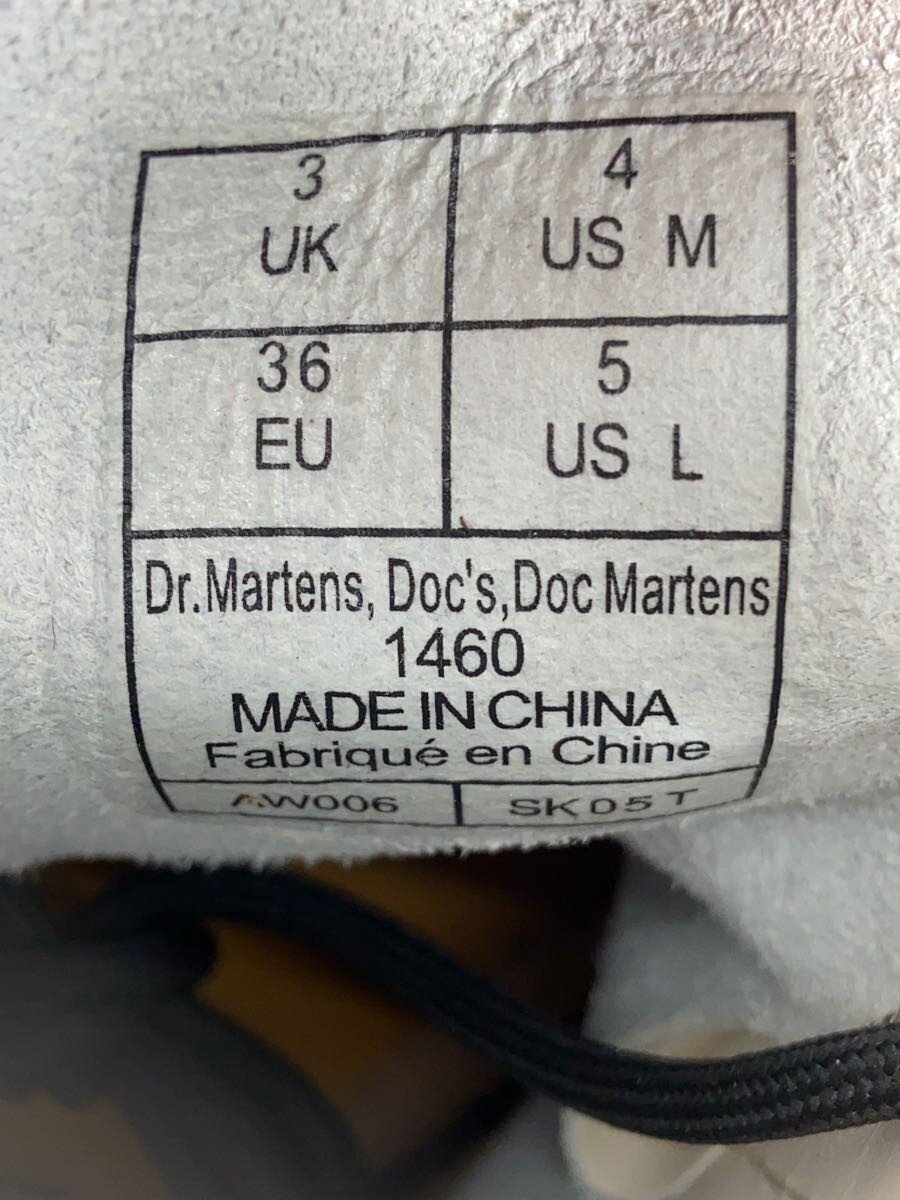 3
UK
4
US M
36
EU
5
US L
Dr.Martens, Doc's,Doc Martens
1460
MADE IN CHINA
Fabriqué en Chine
AW006
SK05T